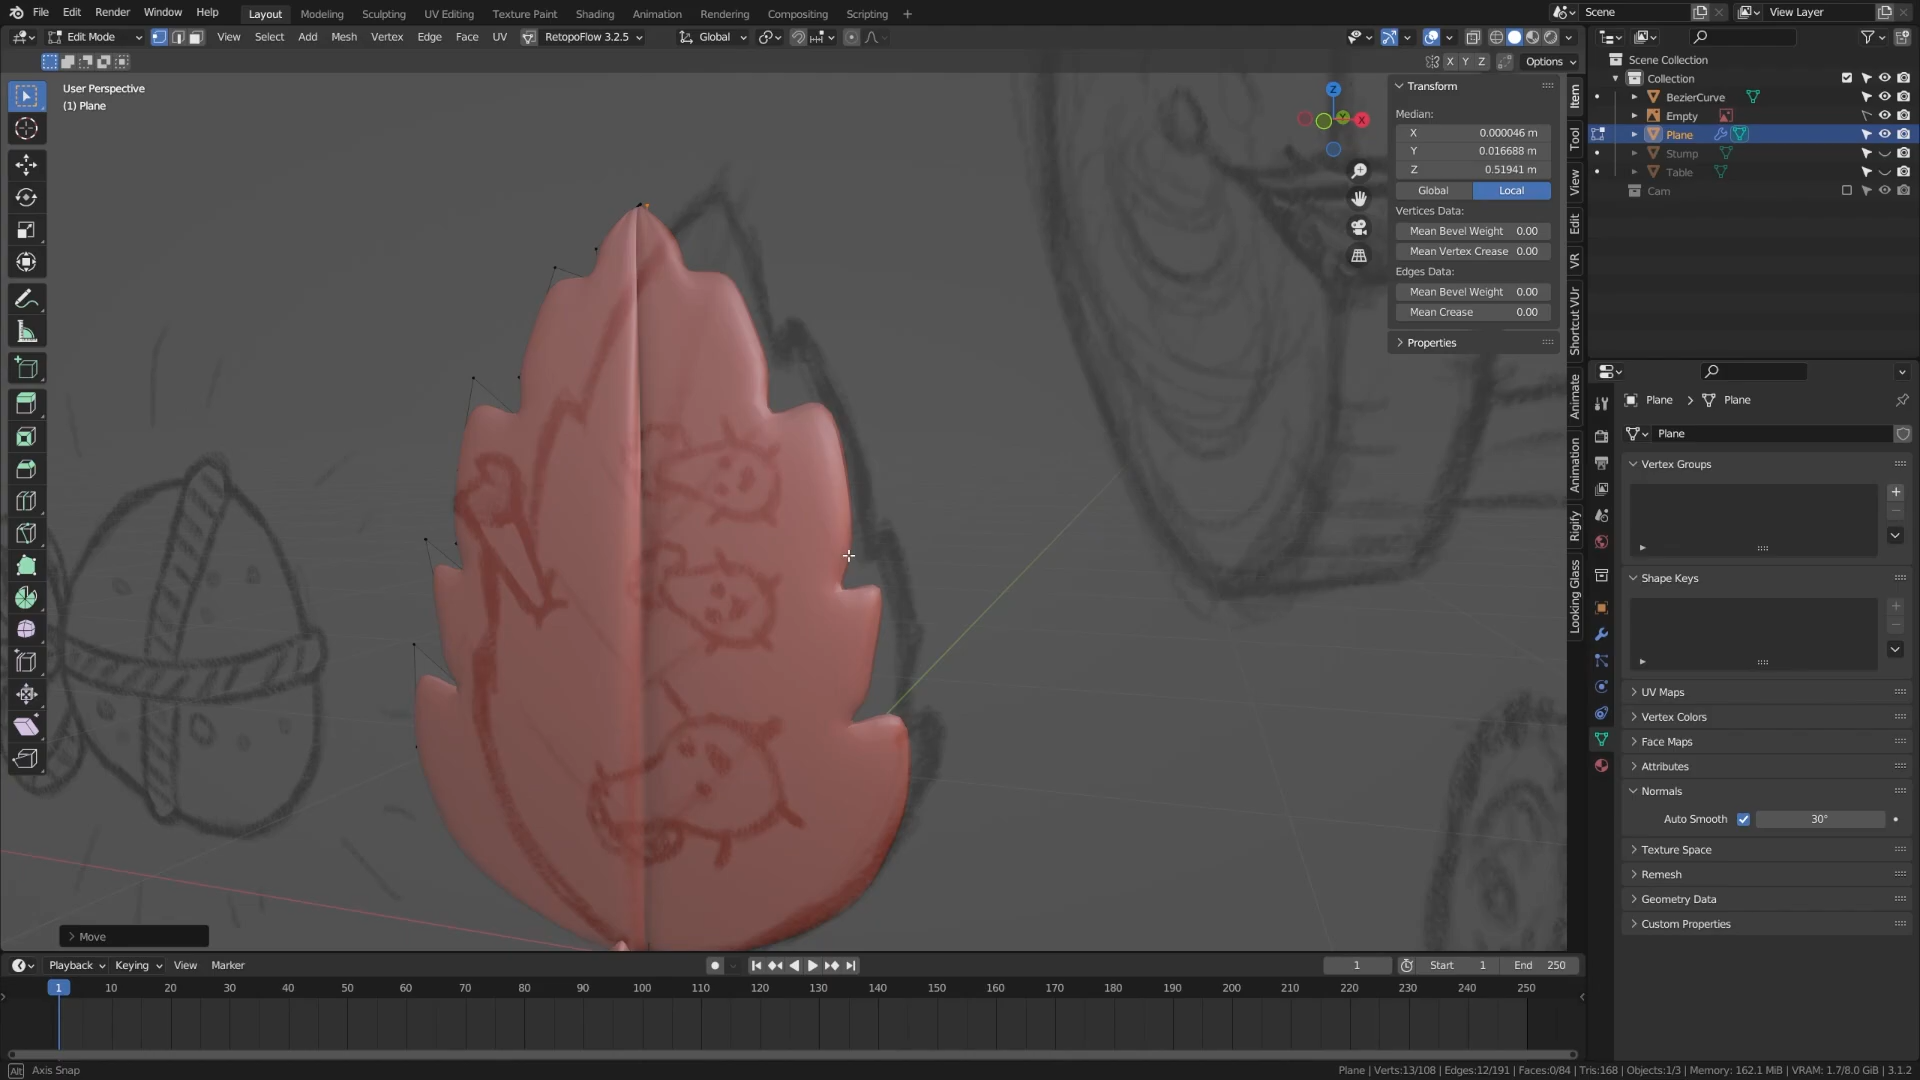 File Edit Render Window Help Layout Modeling Sculpting UV Editing Texture Paint Shading Animation Rendering Compositing Scripting + Scene View Layer
Edit Mode View Select Add Mesh Vertex Edge Face UV RetopoFlow 3.2.5 Global
X Y Z Options
User Perspective
(1) Plane
Z
X
Y
Transform
Median:
X 0.000046 m
Y 0.016688 m
Z 0.51941 m
Global Local
Vertices Data:
Mean Bevel Weight 0.00
Mean Vertex Crease 0.00
Edges Data:
Mean Bevel Weight 0.00
Mean Crease 0.00
Properties
Item
Tool
View
Edit
VR
Shortcut VUr
Animate
Animation
Rigify
Looking Glass
Scene Collection
Collection
BezierCurve
Empty
Plane
Stump
Table
Cam
Plane > Plane
Plane
Vertex Groups
Shape Keys
UV Maps
Vertex Colors
Face Maps
Attributes
Normals
Auto Smooth 30°
Texture Space
Remesh
Geometry Data
Custom Properties
Move
Playback Keying View Marker 1 Start 1 End 250
1 10 20 30 40 50 60 70 80 90 100 110 120 130 140 150 160 170 180 190 200 210 220 230 240 250
Alt Axis Snap
Plane | Verts:13/108 | Edges:12/191 | Faces:0/84 | Tris:168 | Objects:1/3 | Memory: 162.1 MiB | VRAM: 1.7/8.0 GiB | 3.1.2